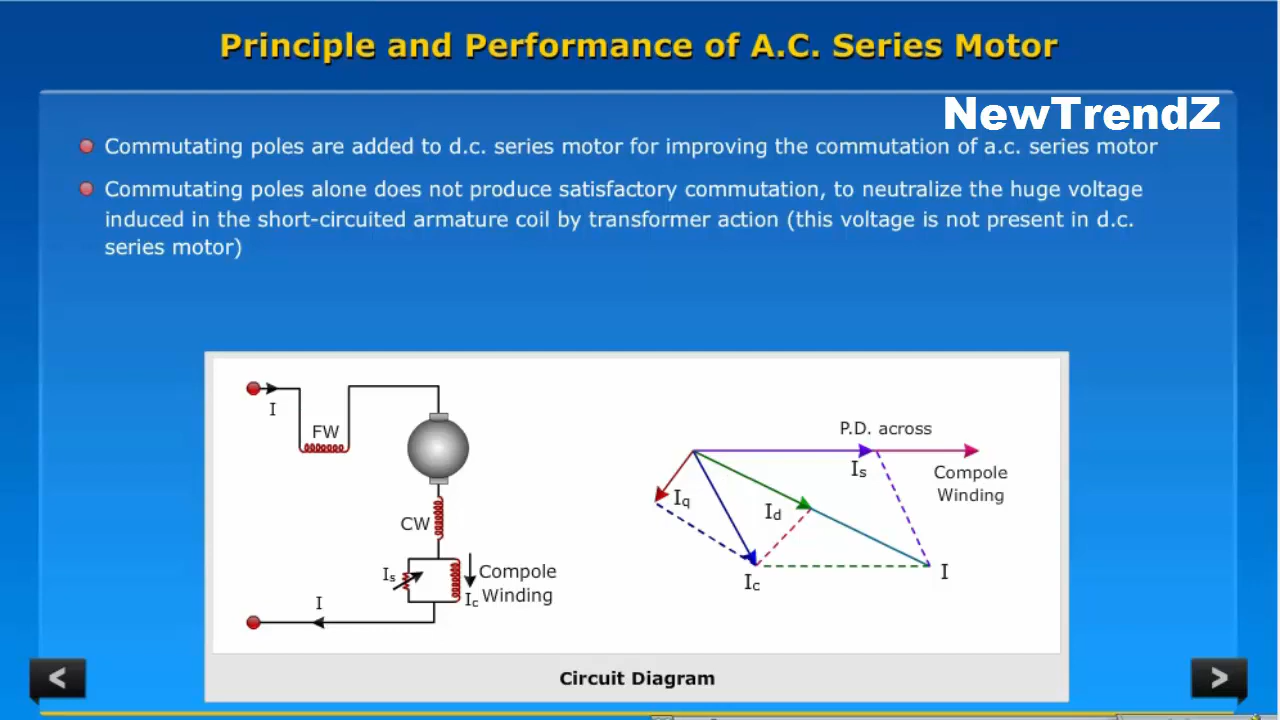 Principle and Performance of A.C. Series Motor
NewTrendZ
Commutating poles are added to d.c. series motor for improving the commutation of a.c. series motor
Commutating poles alone does not produce satisfactory commutation, to neutralize the huge voltage
induced in the short-circuited armature coil by transformer action (this voltage is not present in d.c.
series motor)
I
FW
CW
Is
Ic
Compole
Winding
I
P.D. across
Is
Compole
Winding
Iq
Id
Ic
I
Circuit Diagram
<
>